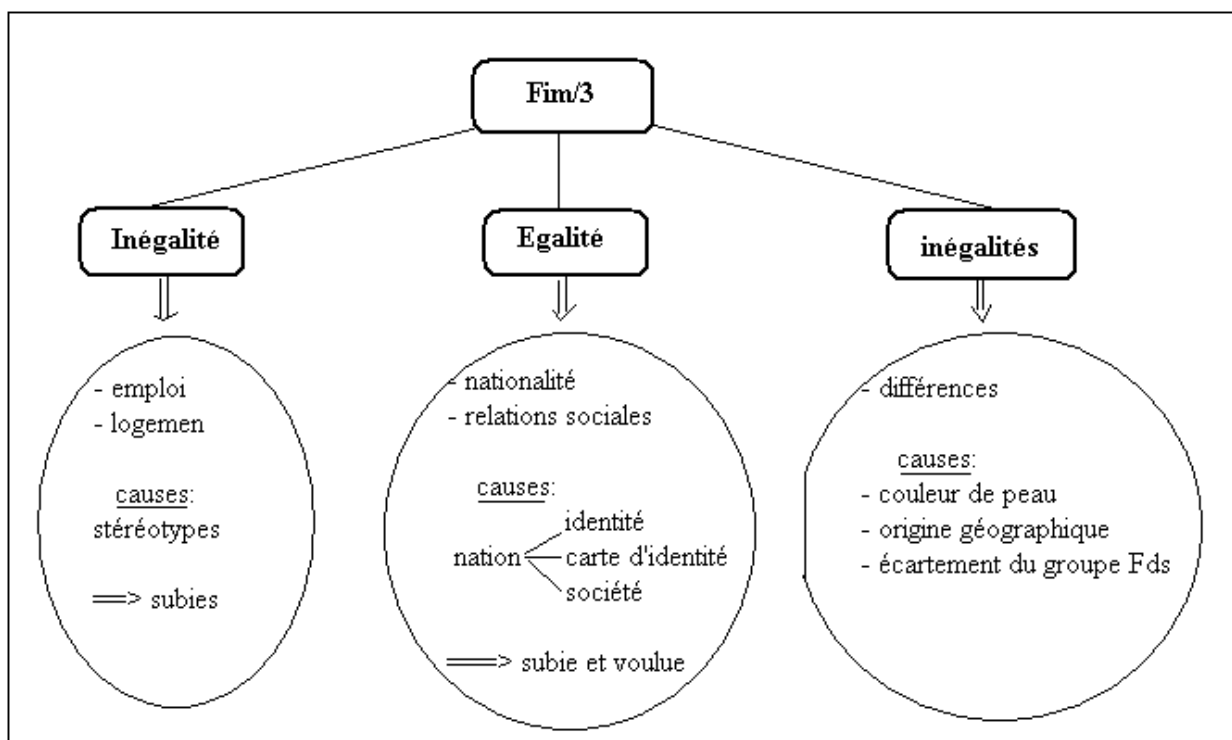 Fim/3
Inégalité
Egalité
inégalités
- emploi
- logemen
causes:
stéréotypes
==> subies
- nationalité
- relations sociales
causes:
identité
nation carte d'identité
société
===> subie et voulue
- différences
causes:
- couleur de peau
- origine géographique
- écartement du groupe Fds